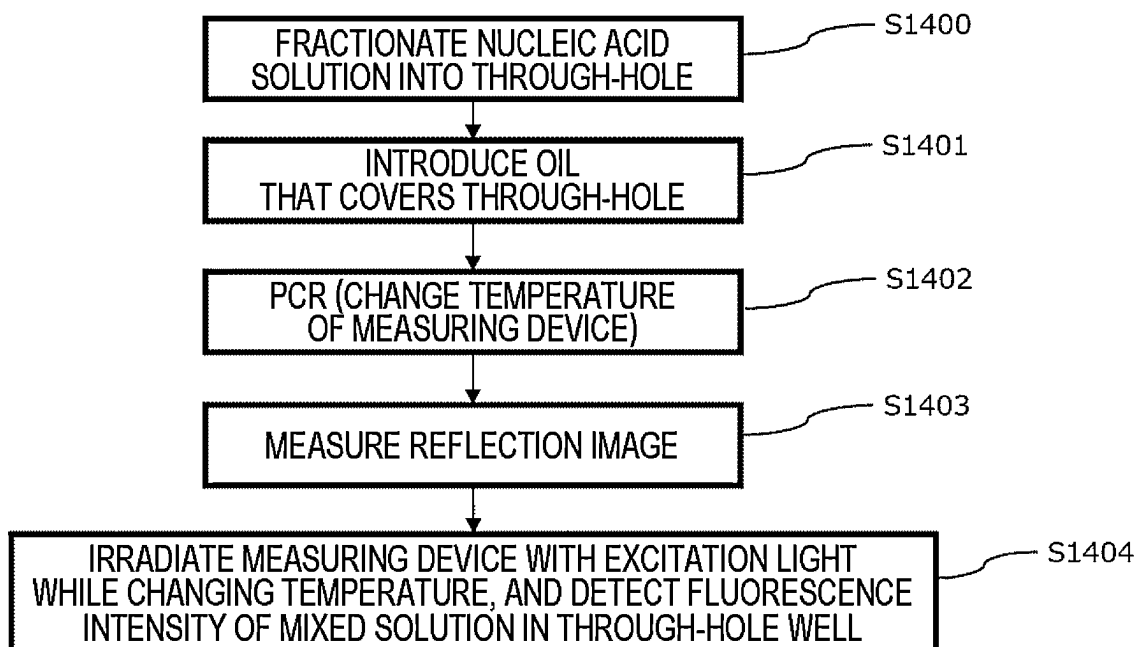 FRACTIONATE NUCLEIC ACID
SOLUTION INTO THROUGH-HOLE
S1400
INTRODUCE OIL
THAT COVERS THROUGH-HOLE
S1401
PCR (CHANGE TEMPERATURE
OF MEASURING DEVICE)
S1402
MEASURE REFLECTION IMAGE
S1403
IRRADIATE MEASURING DEVICE WITH EXCITATION LIGHT
WHILE CHANGING TEMPERATURE, AND DETECT FLUORESCENCE
INTENSITY OF MIXED SOLUTION IN THROUGH-HOLE WELL
S1404